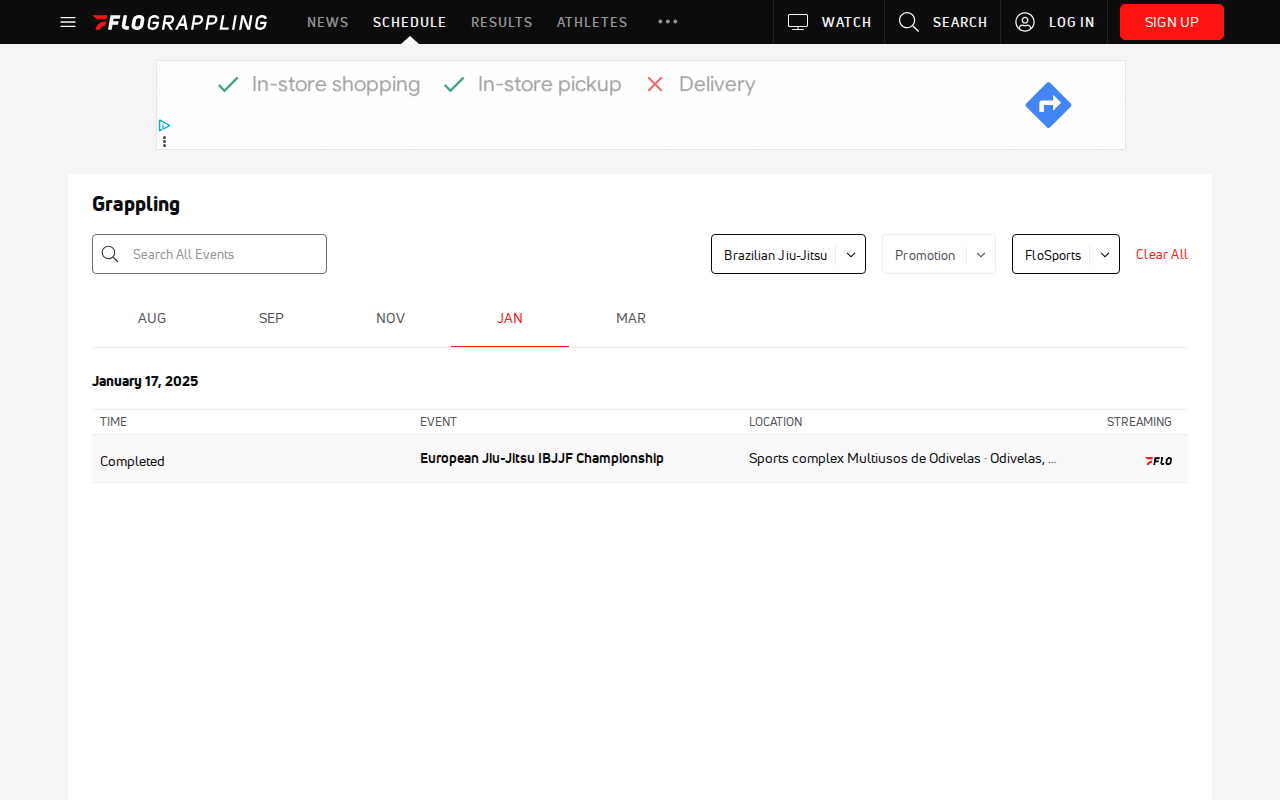 FLOGRAPPLING NEWS SCHEDULE RESULTS ATHLETES WATCH SEARCH LOG IN SIGN UP
In-store shopping In-store pickup Delivery
Grappling
Search All Events Brazilian Jiu-Jitsu Promotion FloSports Clear All
AUG SEP NOV JAN MAR
January 17, 2025
TIME EVENT LOCATION STREAMING
Completed European Jiu-Jitsu IBJJF Championship Sports complex Multiusos de Odivelas · Odivelas, ... FLO